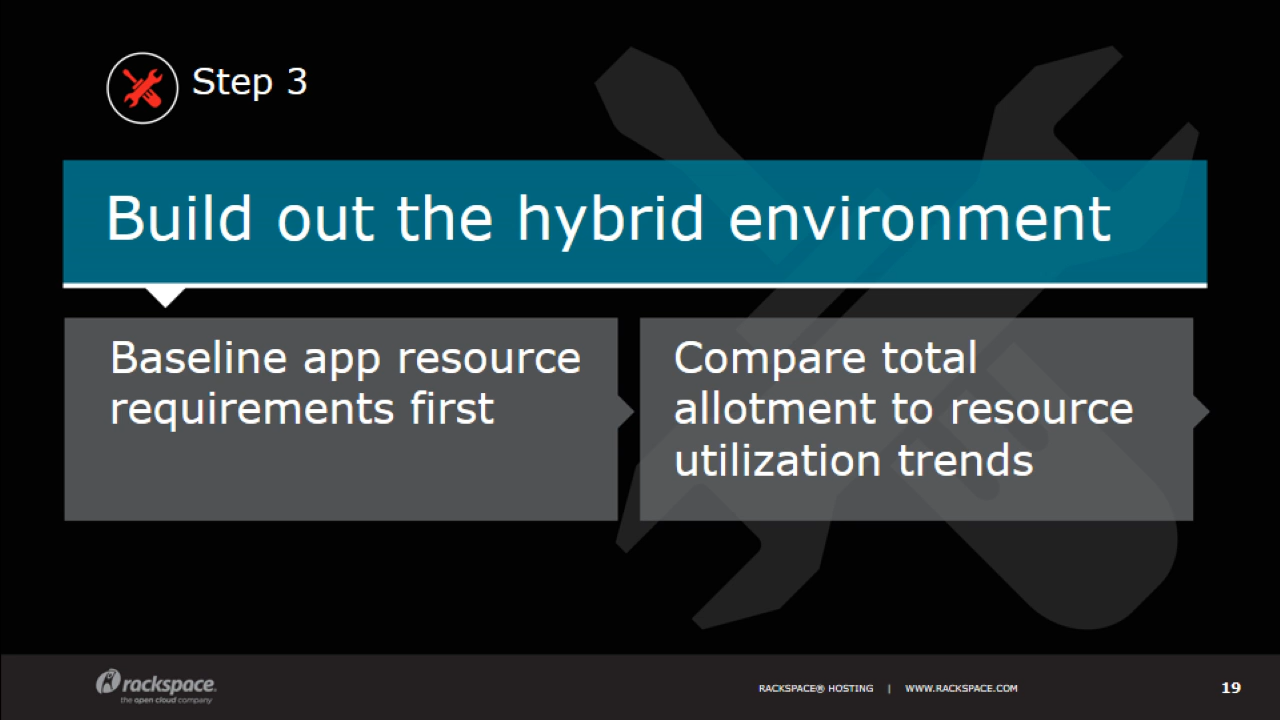 Step 3
Build out the hybrid environment
Baseline app resource
requirements first
Compare total
allotment to resource
utilization trends
rackspace.
the open cloud company
RACKSPACE® HOSTING | WWW.RACKSPACE.COM
19